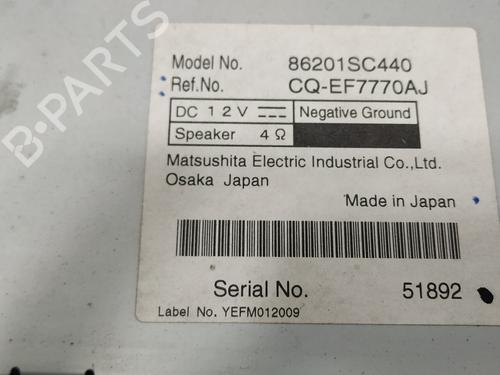 Model No. 86201SC440
Ref.No. CQ-EF7770AJ
DC 12V Negative Ground
Speaker 4Ω
Matsushita Electric Industrial Co.,Ltd.
Osaka Japan
Made in Japan
Serial No. 51892
Label No. YEFM012009
B-PARTS